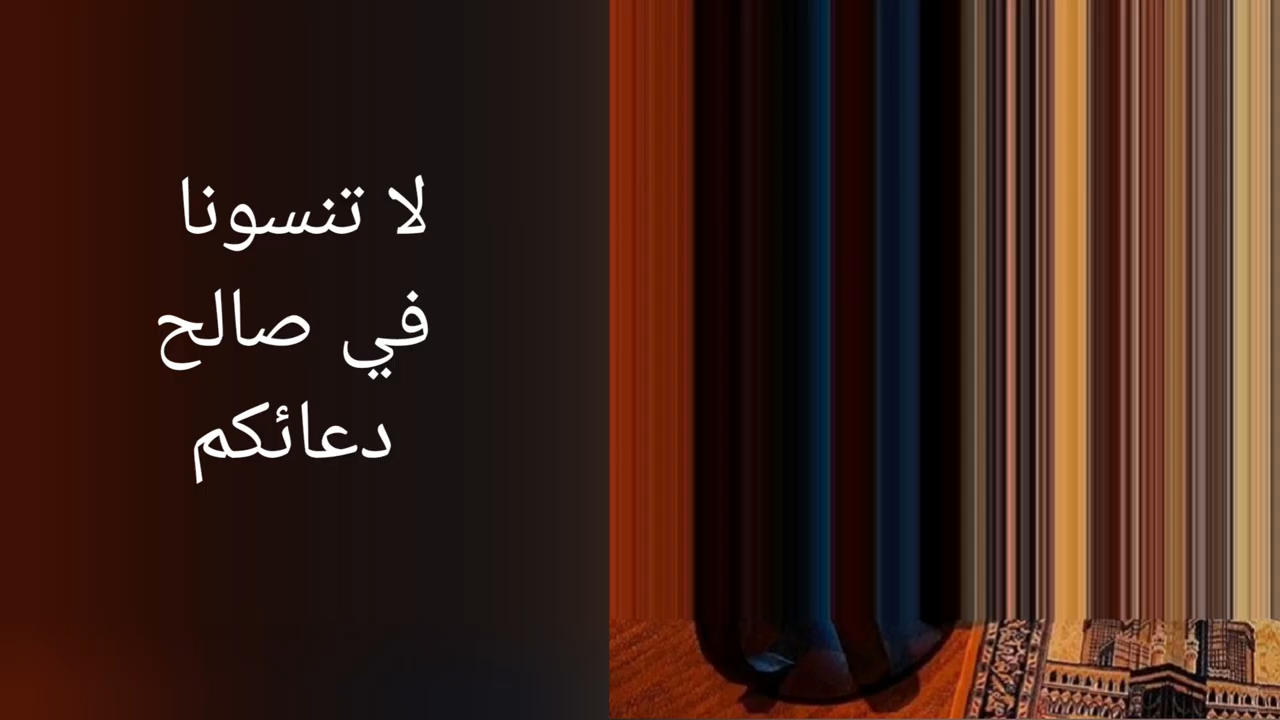 لا تنسونا
في صالح
دعائكم